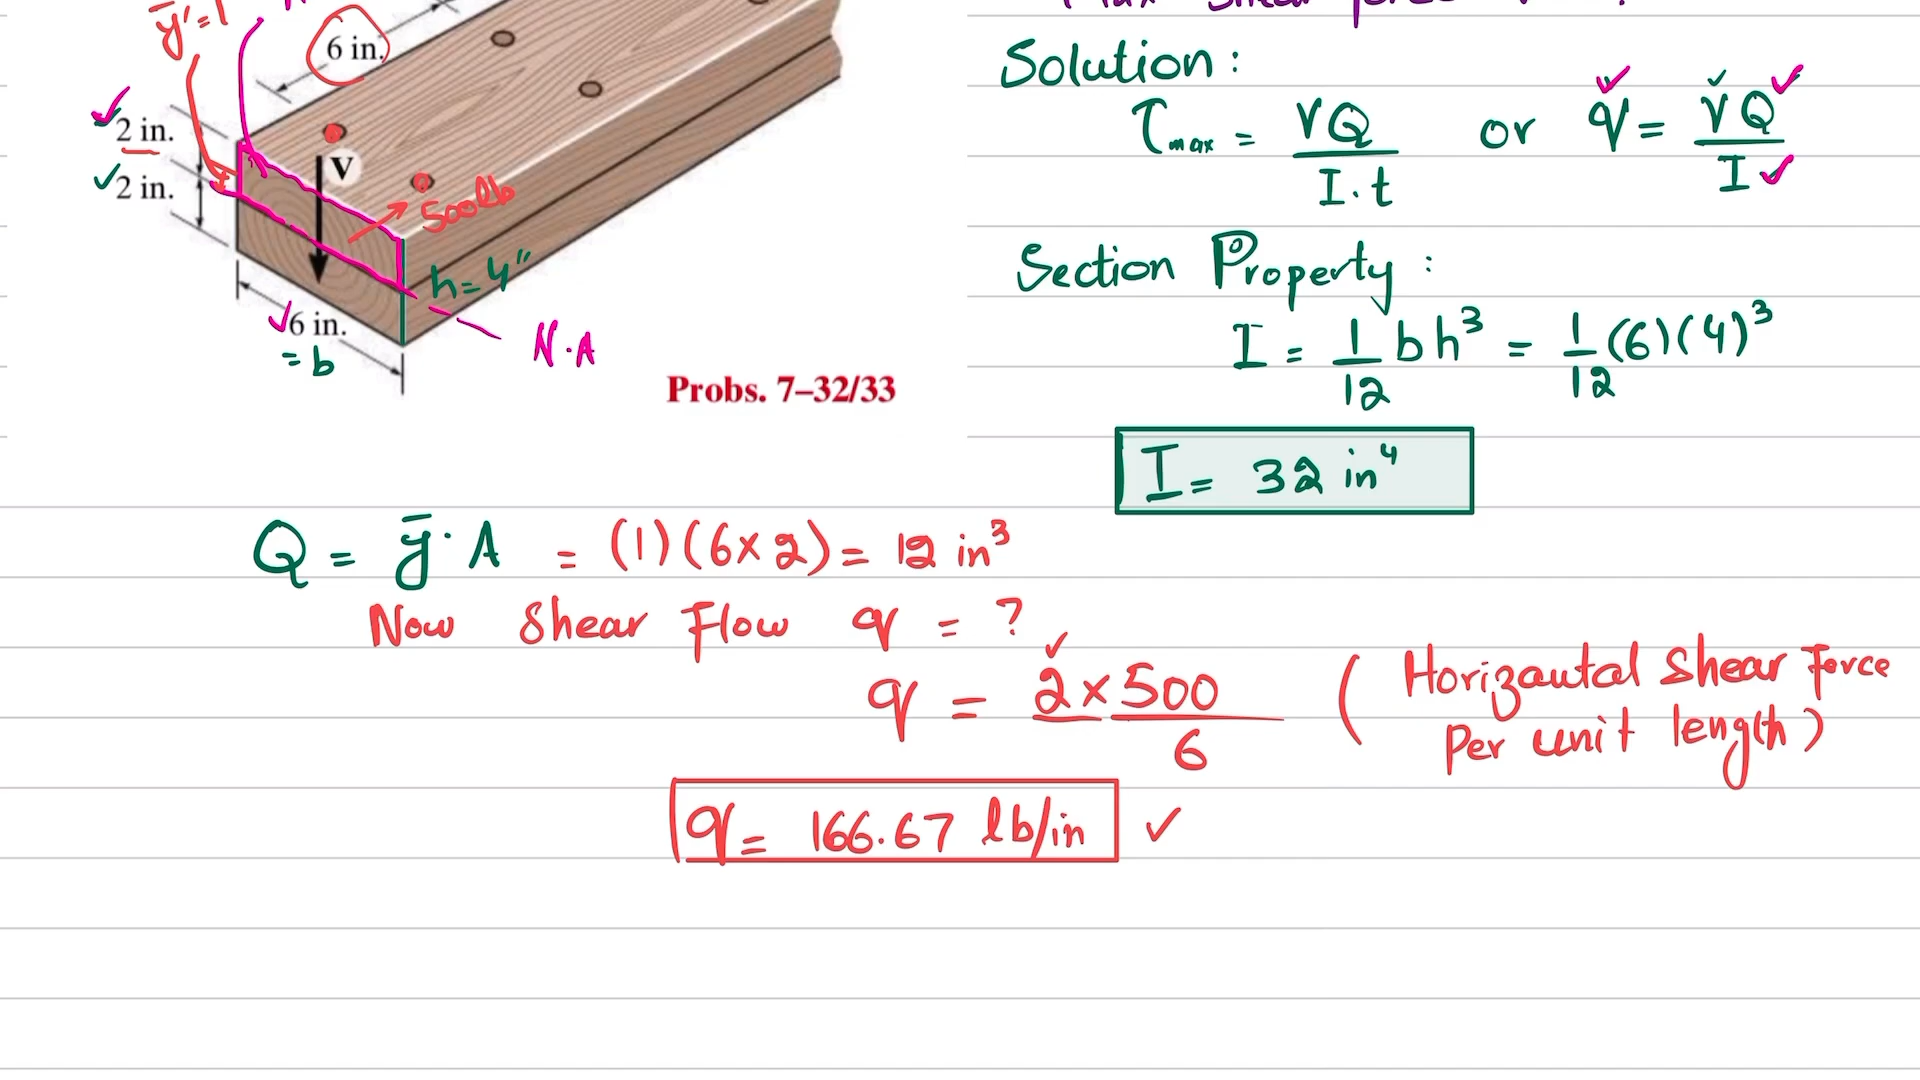 ȳ'=1
6 in.
2 in.
2 in.
V
500lb
h=4"
6 in.
= b
N.A
Probs. 7–32/33
Solution:
τmax = VQ / I.t or q = VQ / I
Section Property:
I = 1/12 bh³ = 1/12 (6)(4)³
I = 32 in⁴
Q = ȳ.A = (1)(6×2) = 12 in³
Now Shear Flow q = ?
q = 2×500 / 6 (Horizantal Shear Force
Per unit length)
q = 166.67 lb/in